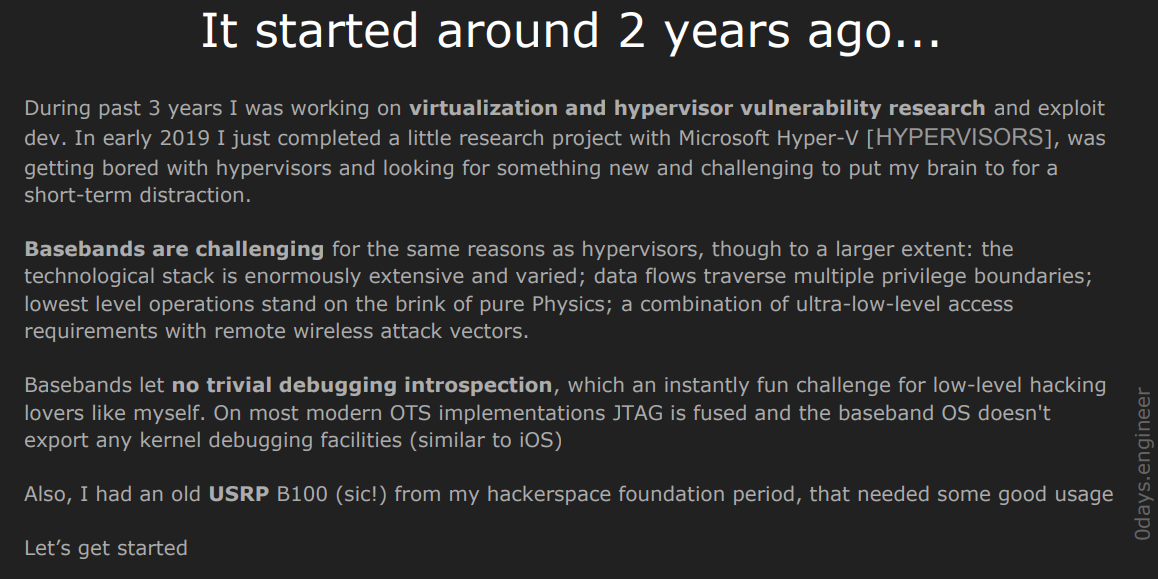 It started around 2 years ago...
During past 3 years I was working on virtualization and hypervisor vulnerability research and exploit
dev. In early 2019 I just completed a little research project with Microsoft Hyper-V [HYPERVISORS], was
getting bored with hypervisors and looking for something new and challenging to put my brain to for a
short-term distraction.
Basebands are challenging for the same reasons as hypervisors, though to a larger extent: the
technological stack is enormously extensive and varied; data flows traverse multiple privilege boundaries;
lowest level operations stand on the brink of pure Physics; a combination of ultra-low-level access
requirements with remote wireless attack vectors.
Basebands let no trivial debugging introspection, which an instantly fun challenge for low-level hacking
lovers like myself. On most modern OTS implementations JTAG is fused and the baseband OS doesn't
export any kernel debugging facilities (similar to iOS)
Also, I had an old USRP B100 (sic!) from my hackerspace foundation period, that needed some good usage
Let’s get started
0days.engineer